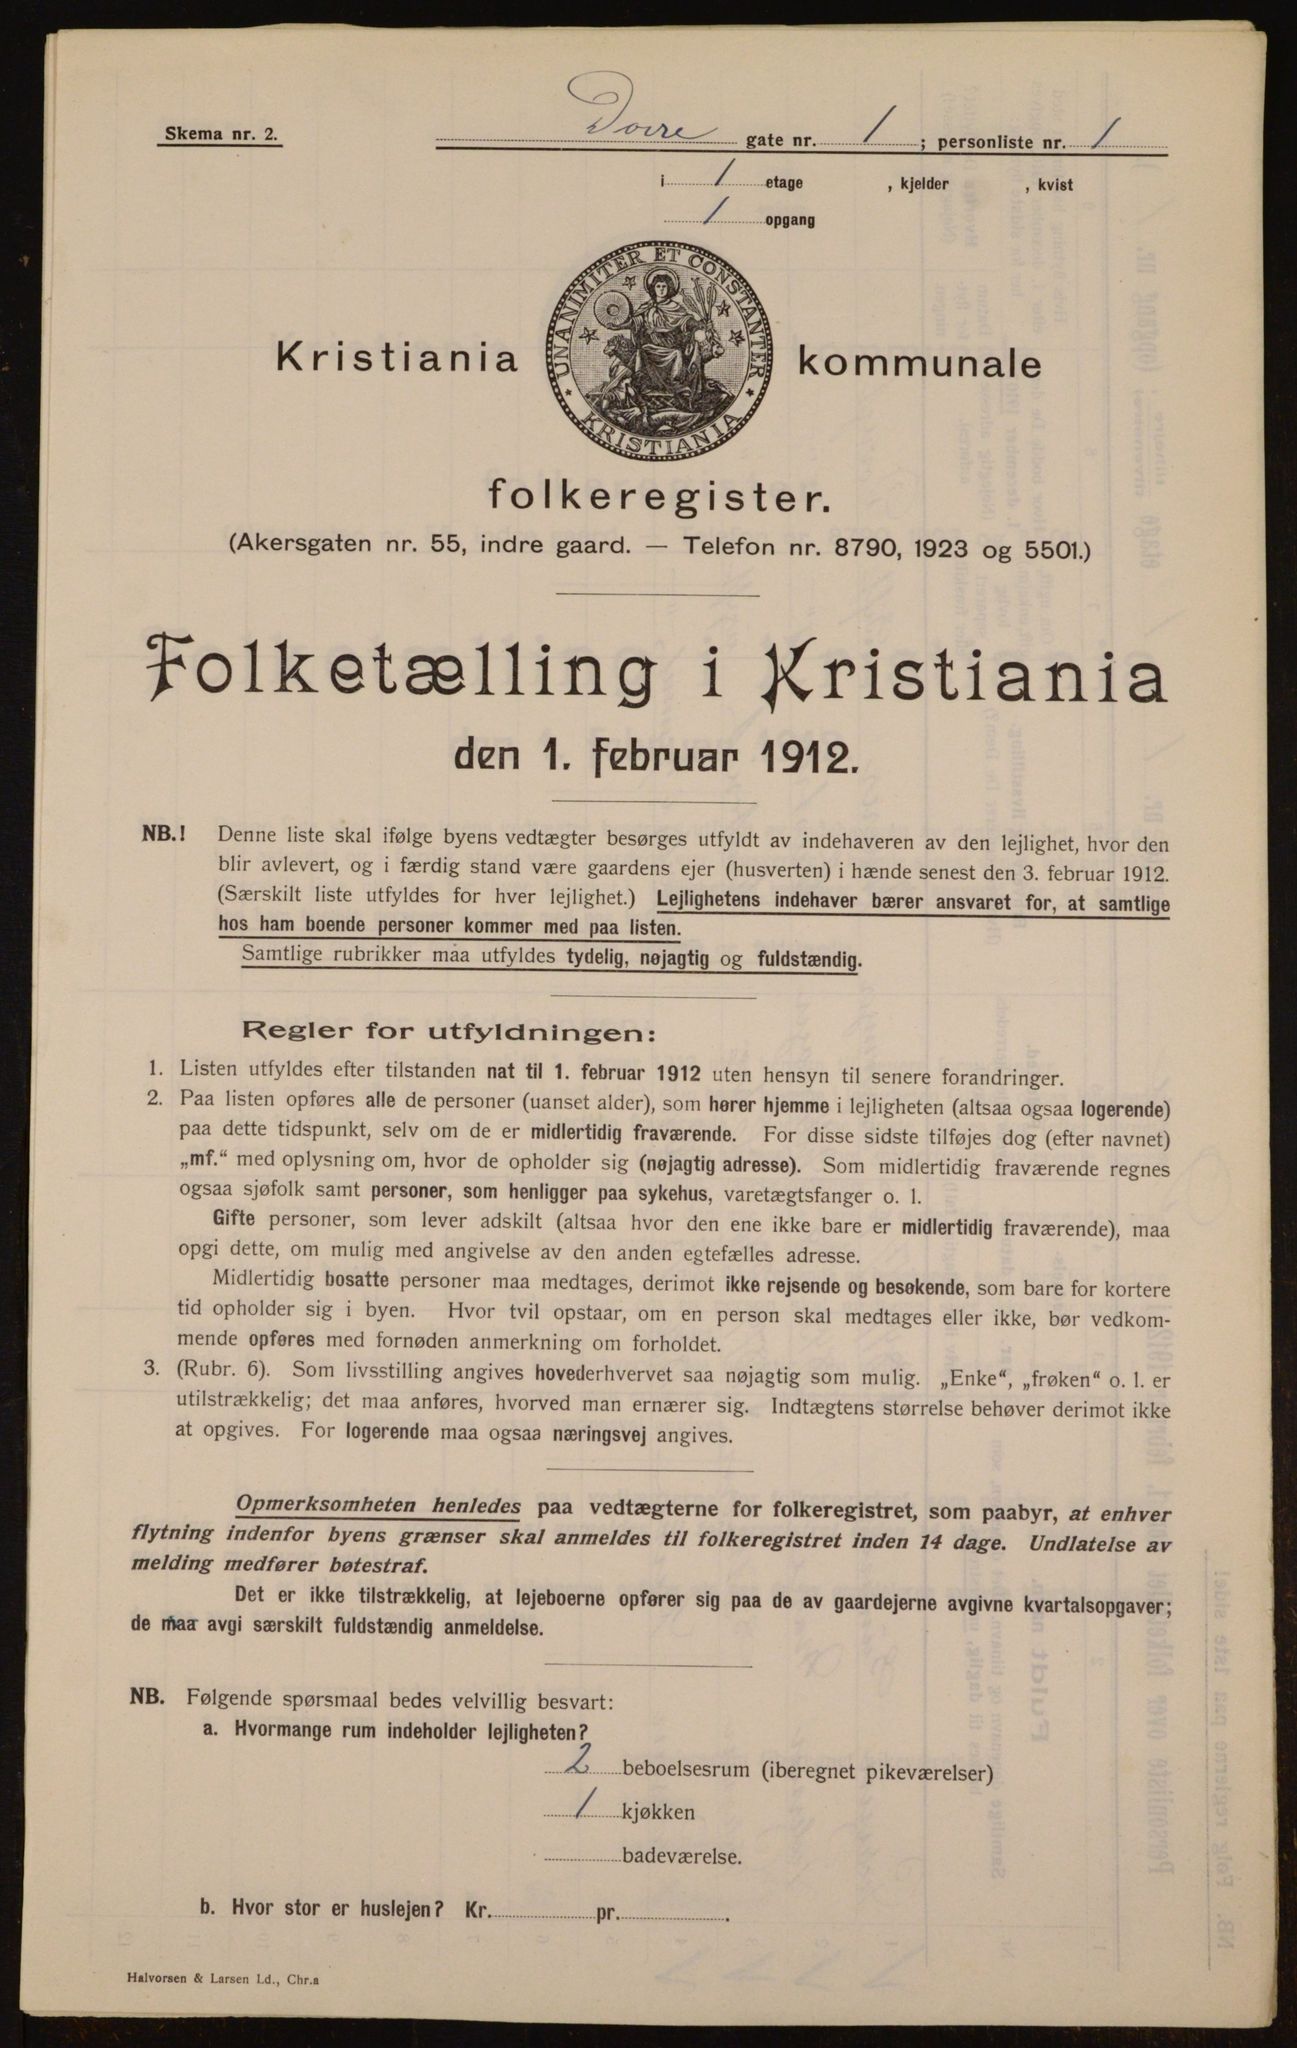 Skema nr. 2.
Dovre gate nr. 1; personliste nr. 1
i 1 etage , kjelder , kvist
1 opgang
UNANIMITER ET CONSTANTER
KRISTIANIA
Kristiania kommunale
folkeregister.
(Akersgaten nr. 55, indre gaard. — Telefon nr. 8790, 1923 og 5501.)
Folketælling i Kristiania
den 1. februar 1912.
NB.! Denne liste skal ifølge byens vedtægter besørges utfyldt av indehaveren av den lejlighet, hvor den
blir avlevert, og i færdig stand være gaardens ejer (husverten) i hænde senest den 3. februar 1912.
(Særskilt liste utfyldes for hver lejlighet.) Lejlighetens indehaver bærer ansvaret for, at samtlige
hos ham boende personer kommer med paa listen.
Samtlige rubrikker maa utfyldes tydelig, nøjagtig og fuldstændig.
Regler for utfyldningen:
1. Listen utfyldes efter tilstanden nat til 1. februar 1912 uten hensyn til senere forandringer.
2. Paa listen opføres alle de personer (uanset alder), som hører hjemme i lejligheten (altsaa ogsaa logerende)
paa dette tidspunkt, selv om de er midlertidig fraværende. For disse sidste tilføjes dog (efter navnet)
„mf.“ med oplysning om, hvor de opholder sig (nøjagtig adresse). Som midlertidig fraværende regnes
ogsaa sjøfolk samt personer, som henligger paa sykehus, varetægtsfanger o. l.
Gifte personer, som lever adskilt (altsaa hvor den ene ikke bare er midlertidig fraværende), maa
opgi dette, om mulig med angivelse av den anden egtefælles adresse.
Midlertidig bosatte personer maa medtages, derimot ikke rejsende og besøkende, som bare for kortere
tid opholder sig i byen. Hvor tvil opstaar, om en person skal medtages eller ikke, bør vedkom-
mende opføres med fornøden anmerkning om forholdet.
3. (Rubr. 6). Som livsstilling angives hovederhvervet saa nøjagtig som mulig. „Enke“, „frøken“ o. l. er
utilstrækkelig; det maa anføres, hvorved man ernærer sig. Indtægtens størrelse behøver derimot ikke
at opgives. For logerende maa ogsaa næringsvej angives.
Opmerksomheten henledes paa vedtægterne for folkeregistret, som paabyr, at enhver
flytning indenfor byens grænser skal anmeldes til folkeregistret inden 14 dage. Undlatelse av
melding medfører bøtestraf.
Det er ikke tilstrækkelig, at lejeboerne opfører sig paa de av gaardejerne avgivne kvartalsopgaver;
de maa avgi særskilt fuldstændig anmeldelse.
NB. Følgende spørsmaal bedes velvillig besvart:
a. Hvormange rum indeholder lejligheten?
2 beboelsesrum (iberegnet pikeværelser)
1 kjøkken
badeværelse.
b. Hvor stor er huslejen? Kr. pr. .
Halvorsen & Larsen Ld., Chr.a